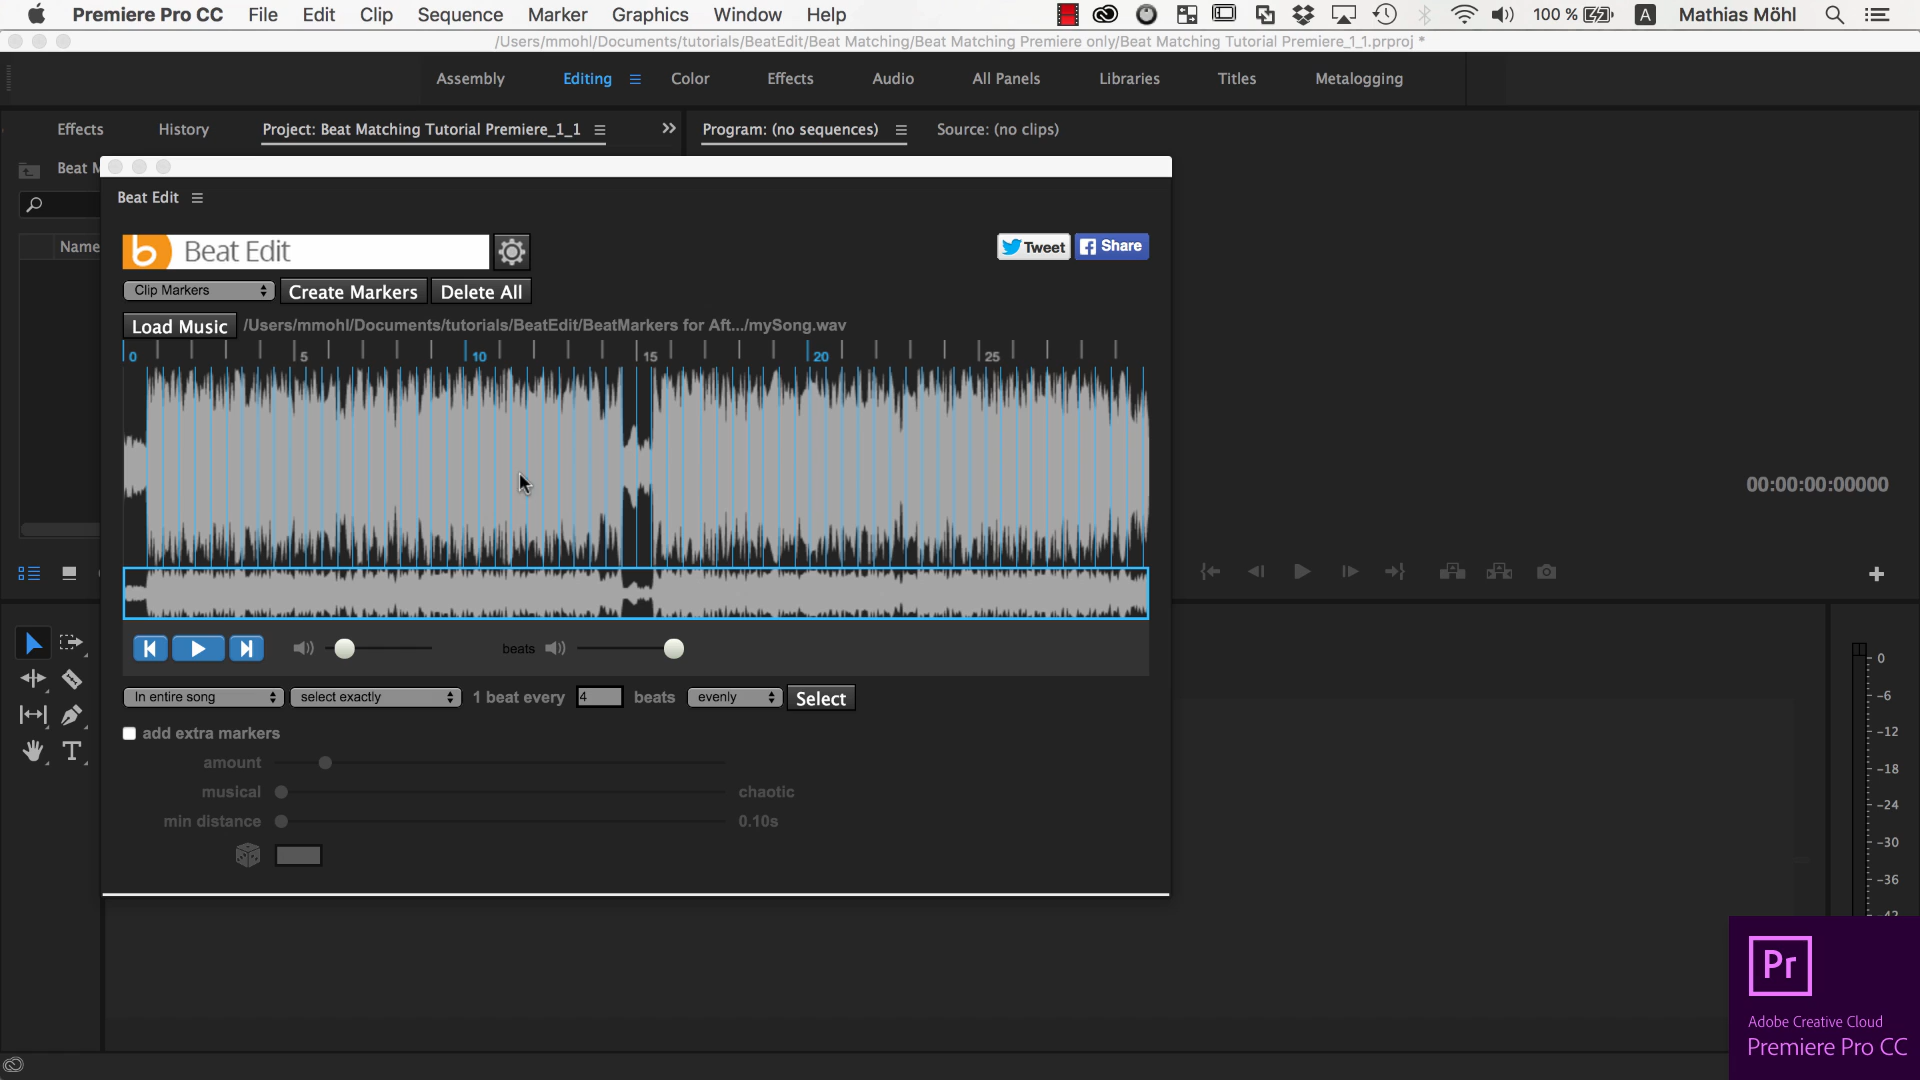 Premiere Pro CC File Edit Clip Sequence Marker Graphics Window Help 100 % A Mathias Möhl
/Users/mmohl/Documents/tutorials/BeatEdit/Beat Matching/Beat Matching Premiere only/Beat Matching Tutorial Premiere_1_1.prproj *
Assembly Editing Color Effects Audio All Panels Libraries Titles Metalogging
Effects History Project: Beat Matching Tutorial Premiere_1_1 Program: (no sequences) Source: (no clips)
Beat M
Beat Edit
Name
b Beat Edit
Tweet Share
Clip Markers Create Markers Delete All
Load Music /Users/mmohl/Documents/tutorials/BeatEdit/BeatMarkers for Aft.../mySong.wav
0 5 10 15 20 25
00:00:00:00000
beats
In entire song select exactly 1 beat every 4 beats evenly Select
add extra markers
amount
musical chaotic
min distance 0.10s
0
-6
-12
-18
-24
-30
-36
-42
T
Pr
Adobe Creative Cloud
Premiere Pro CC